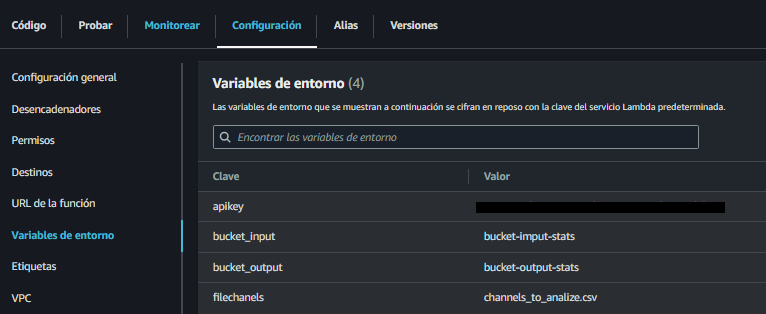 Código Probar Monitorear Configuración Alias Versiones
Configuración general
Desencadenadores
Permisos
Destinos
URL de la función
Variables de entorno
Etiquetas
VPC
Variables de entorno (4)
Las variables de entorno que se muestran a continuación se cifran en reposo con la clave del servicio Lambda predeterminada.
Encontrar las variables de entorno
Clave Valor
apikey
bucket_input bucket-imput-stats
bucket_output bucket-output-stats
filechanels channels_to_analize.csv